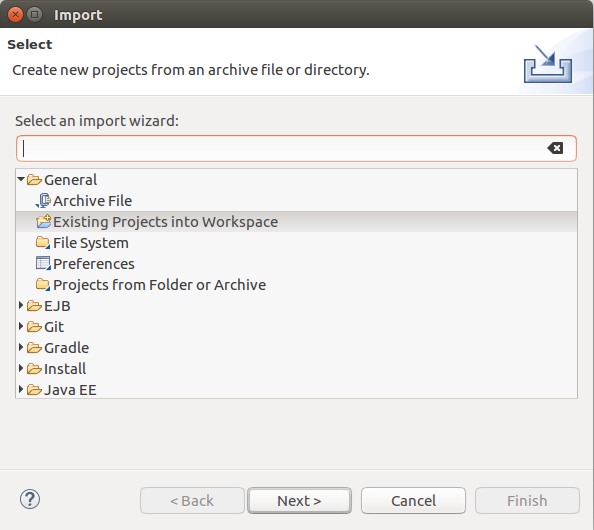 Import
Select
Create new projects from an archive file or directory.
Select an import wizard:
General
Archive File
Existing Projects into Workspace
File System
Preferences
Projects from Folder or Archive
EJB
Git
Gradle
Install
Java EE
?
< Back
Next >
Cancel
Finish